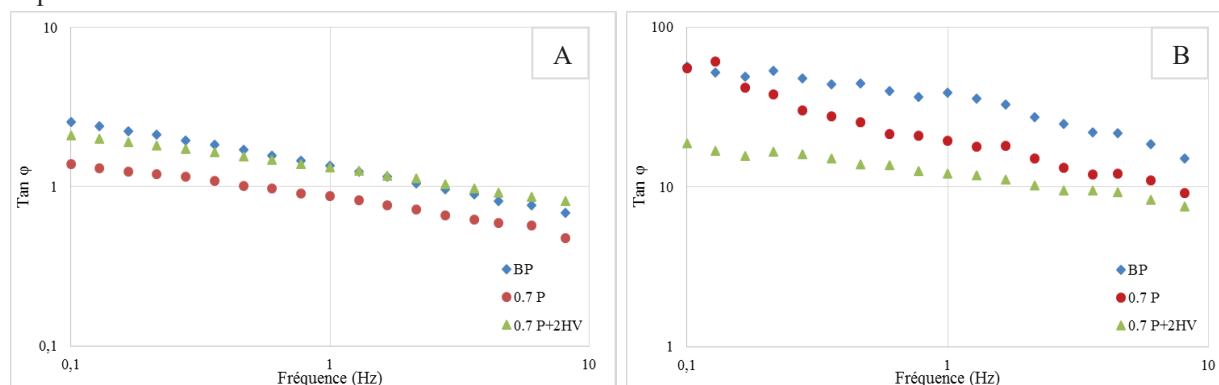 10
1
0,1
Tan φ
0,1
1
10
Fréquence (Hz)
A
BP
0.7 P
0.7 P+2HV
100
10
1
Tan φ
0,1
1
10
Fréquence (Hz)
B
BP
0.7 P
0.7 P+2HV